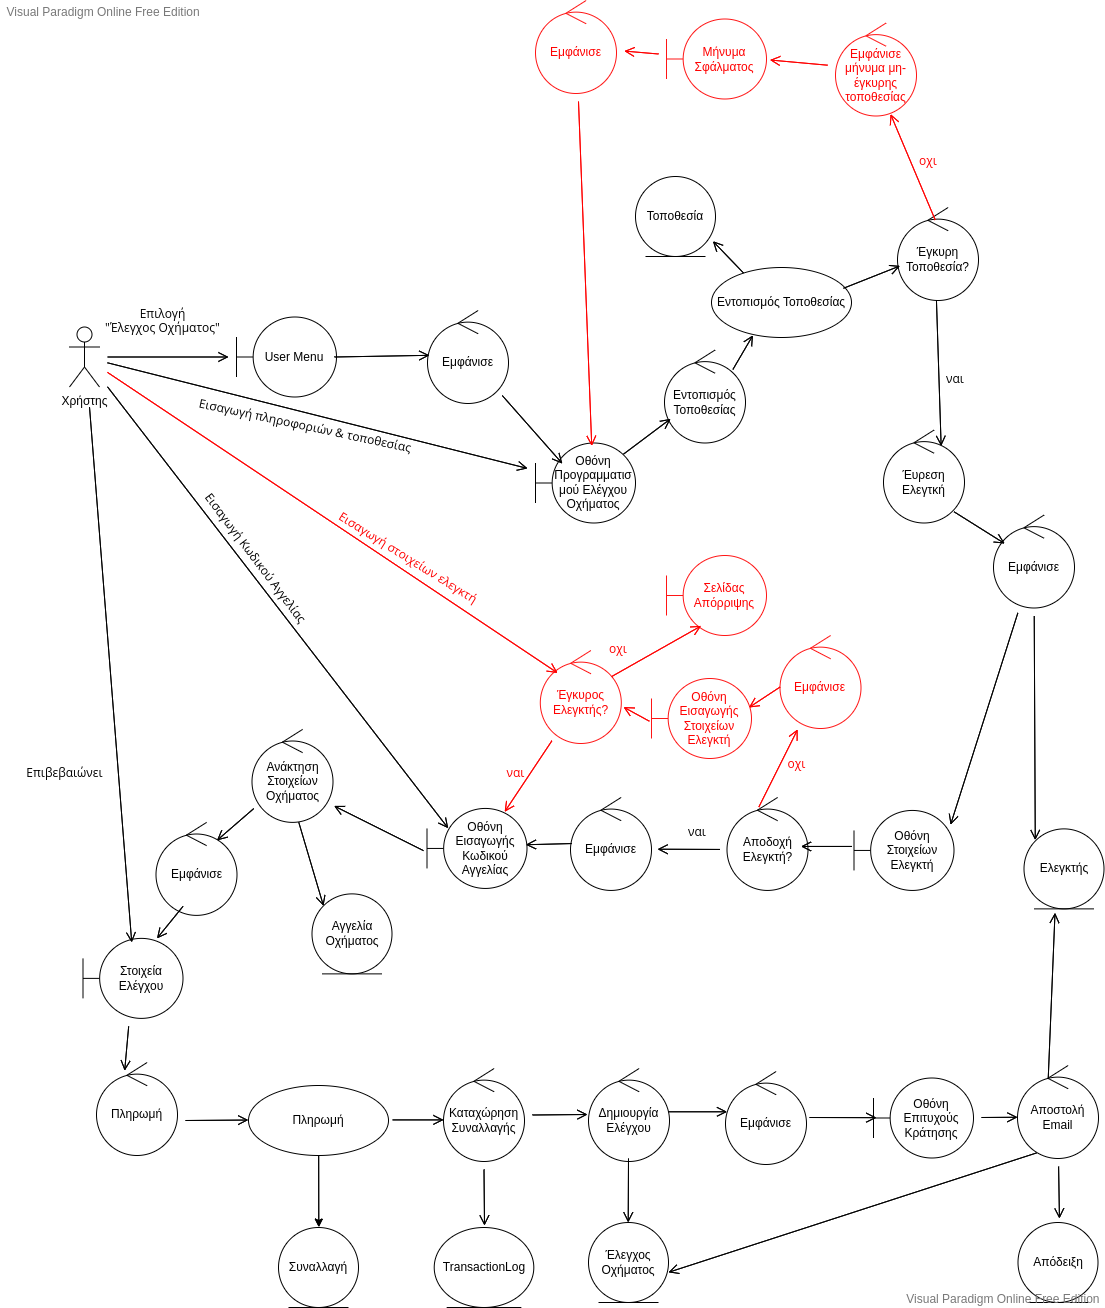 Visual Paradigm Online Free Edition
Εμφάνισε
Μήνυμα
Σφάλματος
Εμφάνισε
μήνυμα μη-
έγκυρης
τοποθεσίας
οχι
Τοποθεσία
Έγκυρη
Τοποθεσία?
Εντοπισμός Τοποθεσίας
Επιλογή
"Έλεγχος Οχήματος"
User Menu
Εμφάνισε
Χρήστης
Εισαγωγή πληροφοριών & τοποθεσίας
Εντοπισμός
Τοποθεσίας
ναι
Οθόνη
Προγραμματισ
μού Ελέγχου
Οχήματος
Έυρεση
Ελεγτκή
Εισαγωγή Κωδικού Αγγελίας
Εισαγωγή στοιχείων ελεγκτή
Εμφάνισε
Σελίδας
Απόρριψης
οχι
Έγκυρος
Ελεγκτής?
Οθόνη
Εισαγωγής
Στοιχείων
Ελεγκτή
Εμφάνισε
οχι
ναι
Επιβεβαιώνει
Ανάκτηση
Στοιχείων
Οχήματος
Εμφάνισε
Οθόνη
Εισαγωγής
Κωδικού
Αγγελίας
Εμφάνισε
ναι
Αποδοχή
Ελεγκτή?
Οθόνη
Στοιχείων
Ελεγκτή
Ελεγκτής
Αγγελία
Οχήματος
Στοιχεία
Ελέγχου
Πληρωμή
Πληρωμή
Καταχώρηση
Συναλλαγής
Δημιουργία
Ελέγχου
Εμφάνισε
Οθόνη
Επιτυχούς
Κράτησης
Αποστολή
Email
Συναλλαγή
TransactionLog
Έλεγχος
Οχήματος
Απόδειξη
Visual Paradigm Online Free Edition